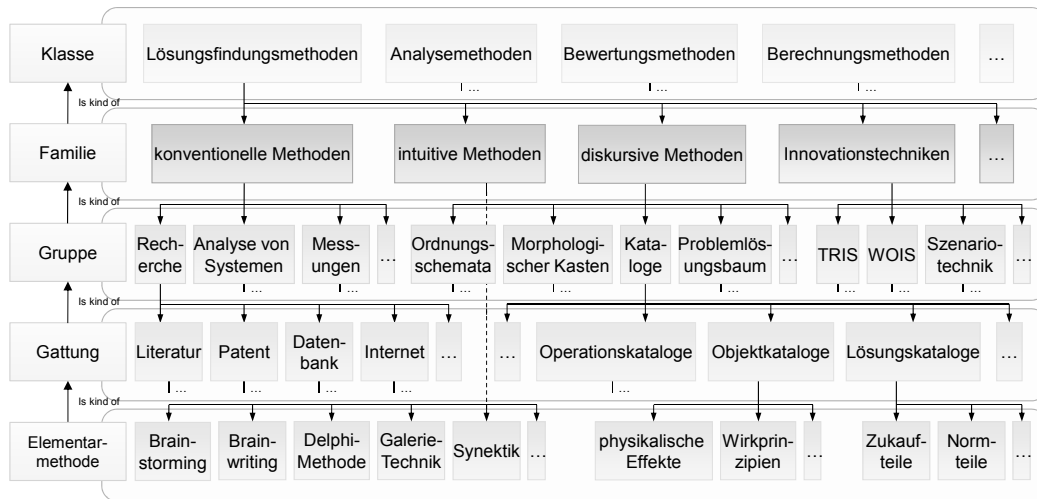 Klasse
Lösungsfindungsmethoden
Analysemethoden
Bewertungsmethoden
Berechnungsmethoden
...
...
...
...
Is kind of
Familie
konventionelle Methoden
intuitive Methoden
diskursive Methoden
Innovationstechniken
...
Is kind of
Gruppe
Rech-
erche
Analyse von
Systemen
Mess-
ungen
...
Ordnungs-
schemata
Morphologi-
scher Kasten
Kata-
loge
Problemlös-
ungsbaum
...
TRIS
WOIS
Szenario-
technik
...
...
...
...
...
...
...
...
...
Is kind of
Gattung
Literatur
Patent
Daten-
bank
Internet
...
...
Operationskataloge
Objektkataloge
Lösungskataloge
...
...
...
...
...
...
Is kind of
Elementar-
methode
Brain-
storming
Brain-
writing
Delphi-
Methode
Galerie-
Technik
Synektik
...
physikalische
Effekte
Wirkprin-
zipien
...
Zukauf-
teile
Norm-
teile
...